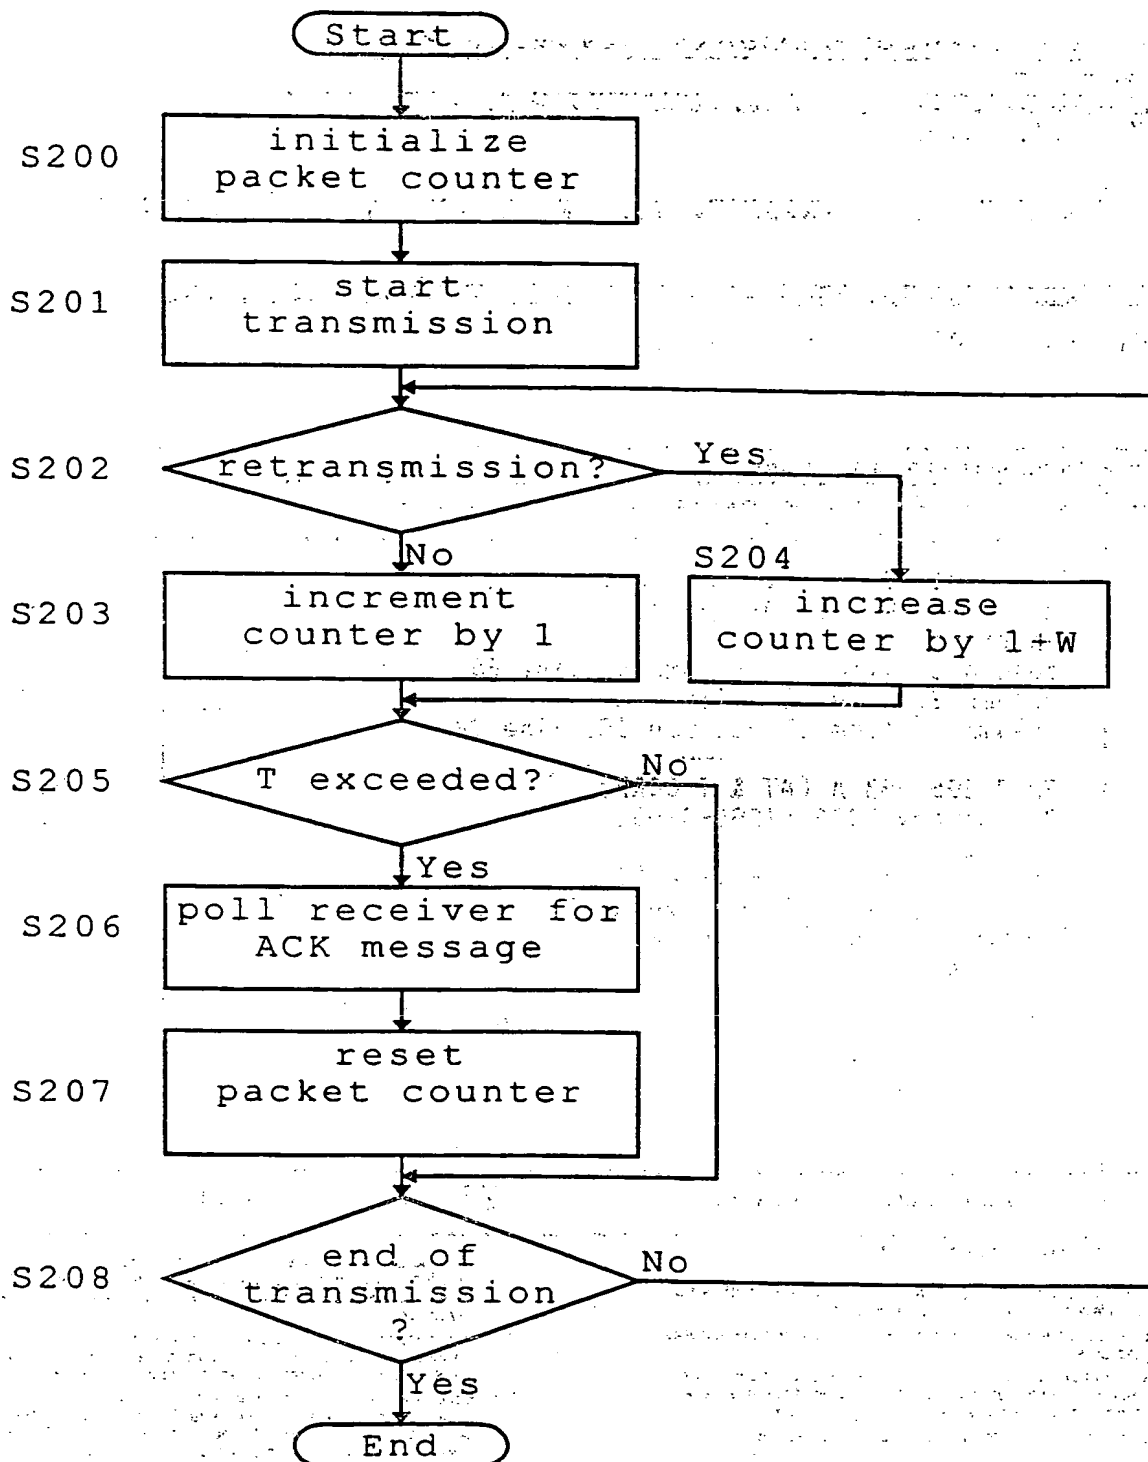 Start
S200
initialize
packet counter
S201
start
transmission
S202
retransmission?
Yes
No
S204
S203
increment
counter by 1
increase
counter by 1+W
S205
T exceeded?
No
Yes
S206
poll receiver for
ACK message
S207
reset
packet counter
S208
end of
transmission
?
No
Yes
End